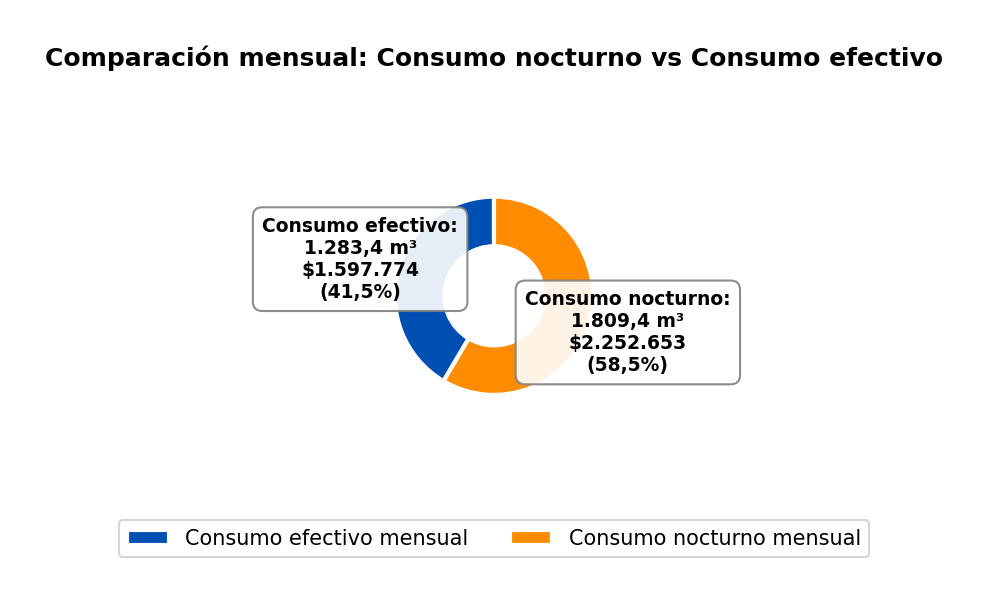 Comparación mensual: Consumo nocturno vs Consumo efectivo
Consumo efectivo:
1.283,4 m³
$1.597.774
(41,5%)
Consumo nocturno:
1.809,4 m³
$2.252.653
(58,5%)
Consumo efectivo mensual
Consumo nocturno mensual